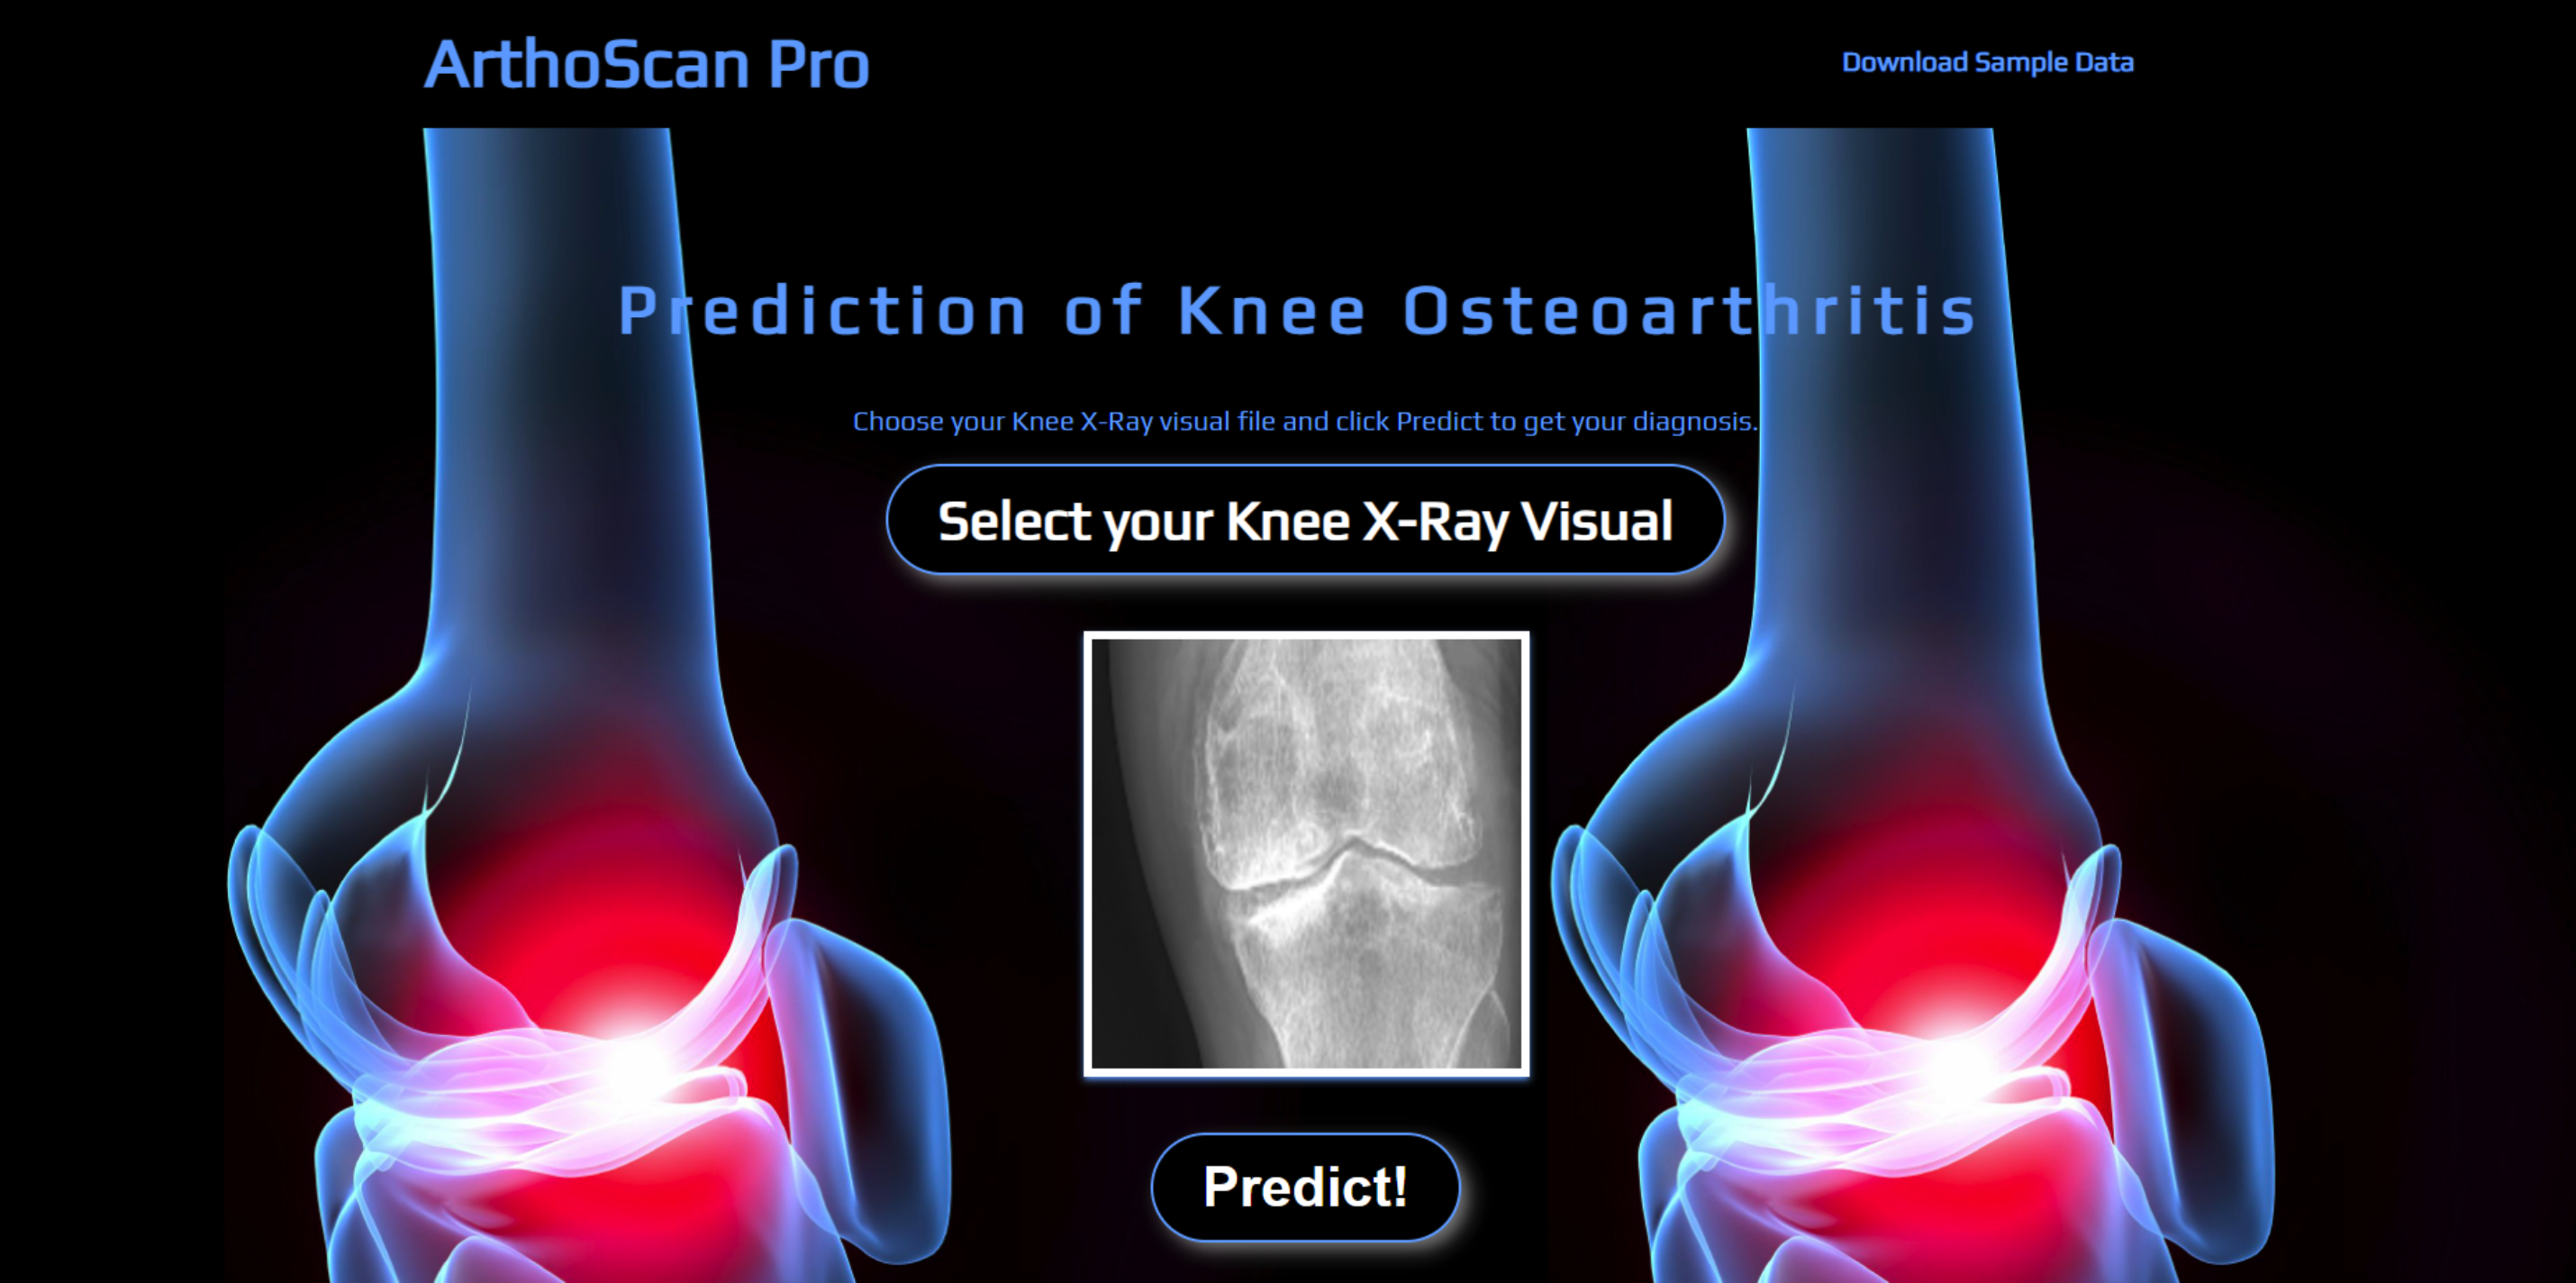 ArthoScan Pro
Download Sample Data
Prediction of Knee Osteoarthritis
Choose your Knee X-Ray visual file and click Predict to get your diagnosis.
Select your Knee X-Ray Visual
Predict!